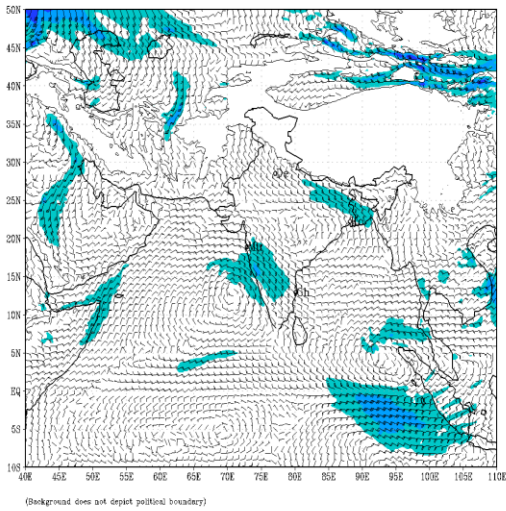 50N
45N
40N
35N
30N
25N
20N
15N
10N
5N
EQ
5S
10S
40E 45E 50E 55E 60E 65E 70E 75E 80E 85E 90E 95E 100E 105E 110E
(Background does not depict political boundary)